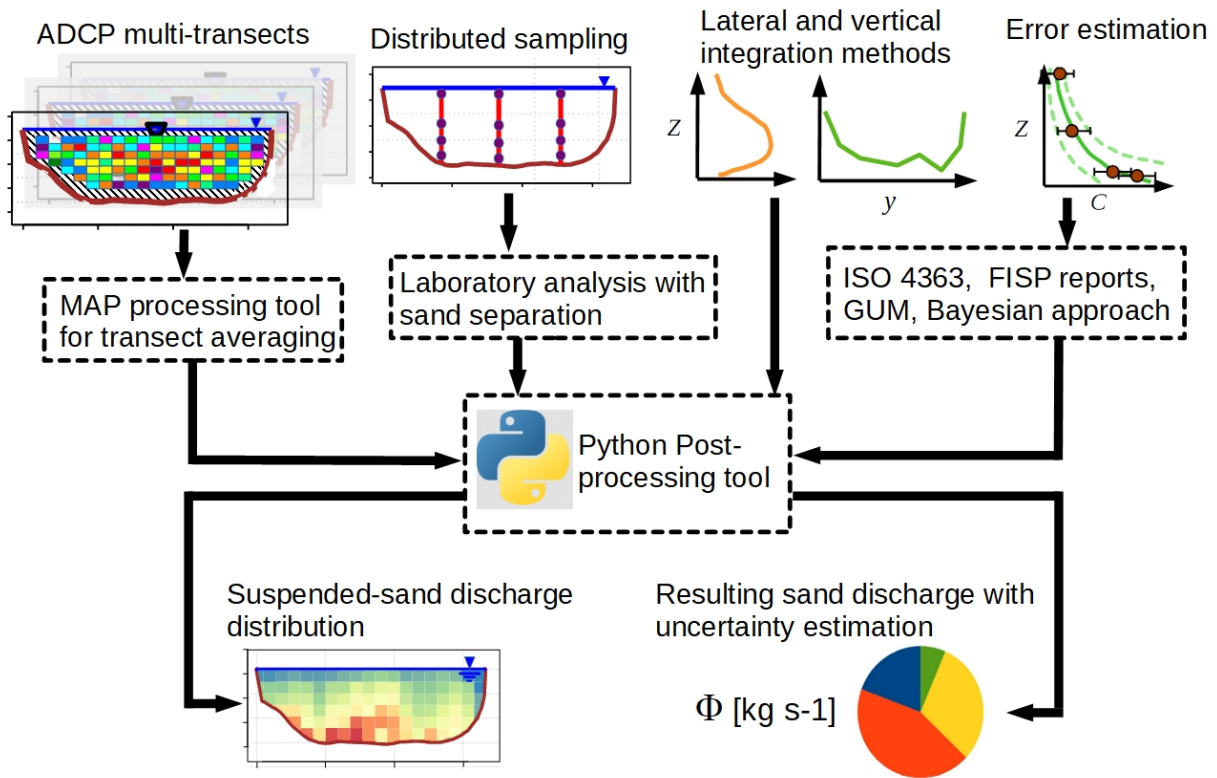 ADCP multi-transects
Distributed sampling
Lateral and vertical
integration methods
Error estimation
Z
y
Z
C
MAP processing tool
for transect averaging
Laboratory analysis with
sand separation
ISO 4363, FISP reports,
GUM, Bayesian approach
Python Post-
processing tool
Suspended-sand discharge
distribution
Resulting sand discharge with
uncertainty estimation
Φ [kg s-1]